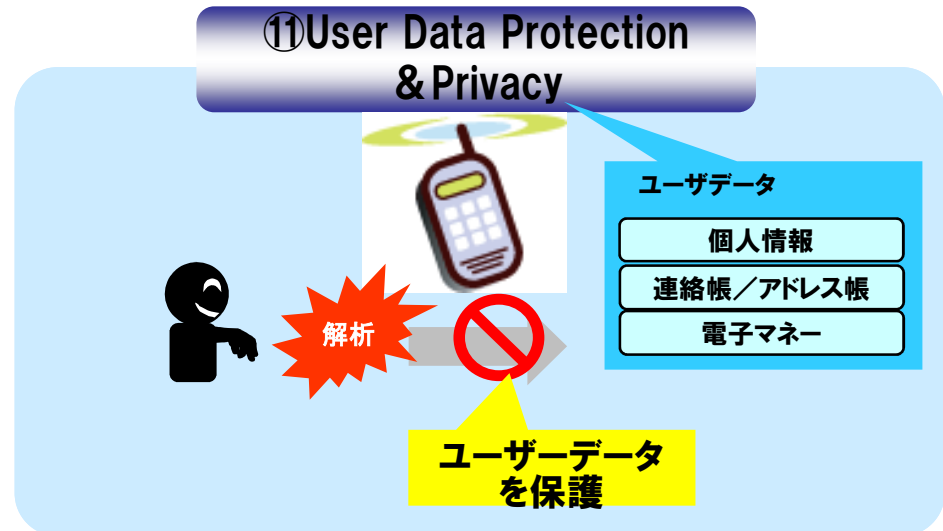 ⑪User Data Protection
＆Privacy
ユーザデータ
個人情報
連絡帳／アドレス帳
電子マネー
解析
ユーザーデータ
を保護